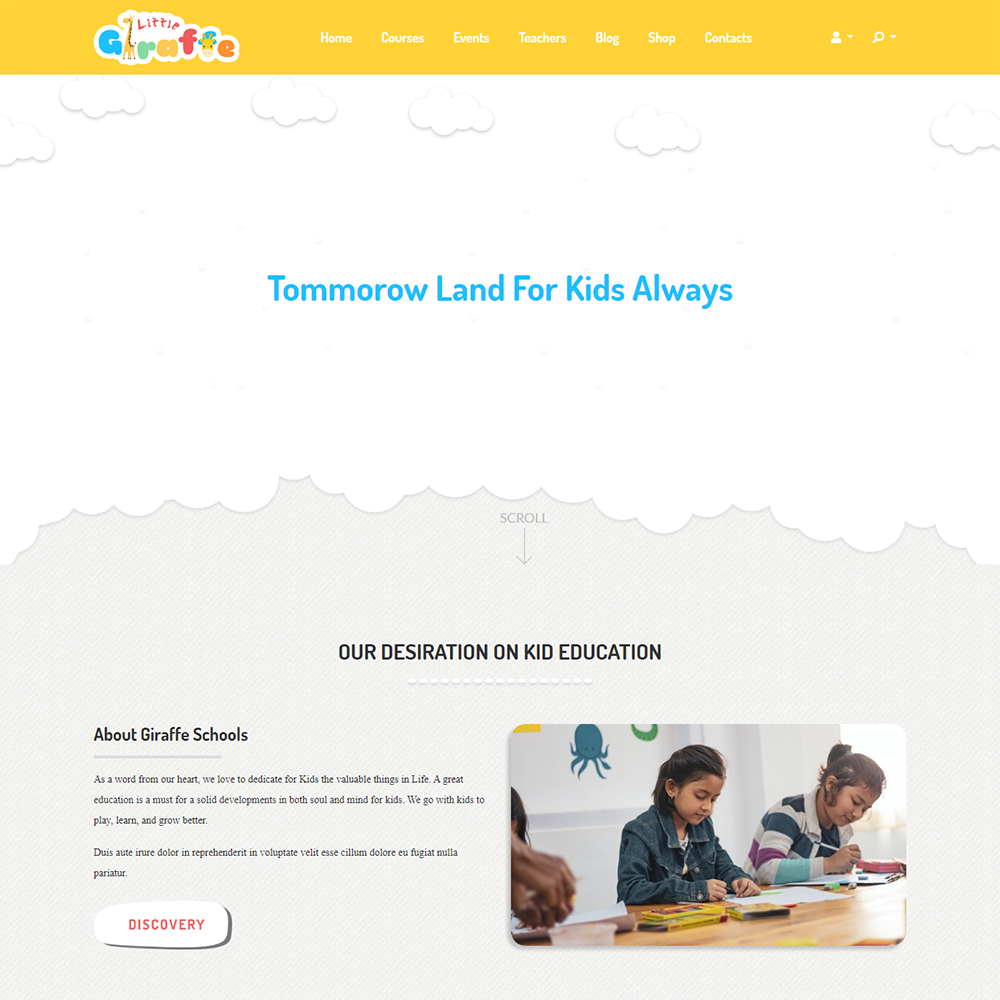 Little
Giraffe
Home Courses Events Teachers Blog Shop Contacts
Tommorow Land For Kids Always
SCROLL
OUR DESIRATION ON KID EDUCATION
About Giraffe Schools
As a word from our heart, we love to dedicate for Kids the valuable things in Life. A great
education is a must for a solid developments in both soul and mind for kids. We go with kids to
play, learn, and grow better.
Duis aute irure dolor in reprehenderit in voluptate velit esse cillum dolore eu fugiat nulla
pariatur.
DISCOVERY